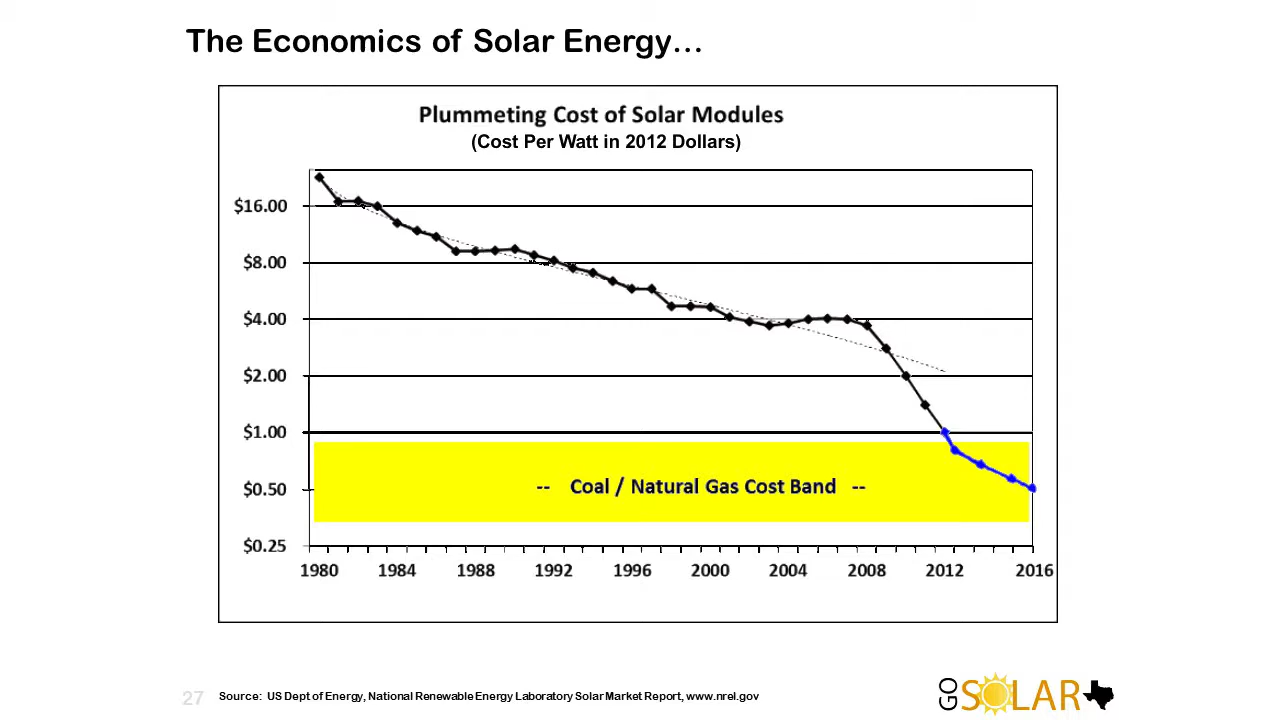 The Economics of Solar Energy…
Plummeting Cost of Solar Modules
(Cost Per Watt in 2012 Dollars)
$16.00
$8.00
$4.00
$2.00
$1.00
$0.50
$0.25
-- Coal / Natural Gas Cost Band --
1980 1984 1988 1992 1996 2000 2004 2008 2012 2016
27 Source: US Dept of Energy, National Renewable Energy Laboratory Solar Market Report, www.nrel.gov
GO SOLAR